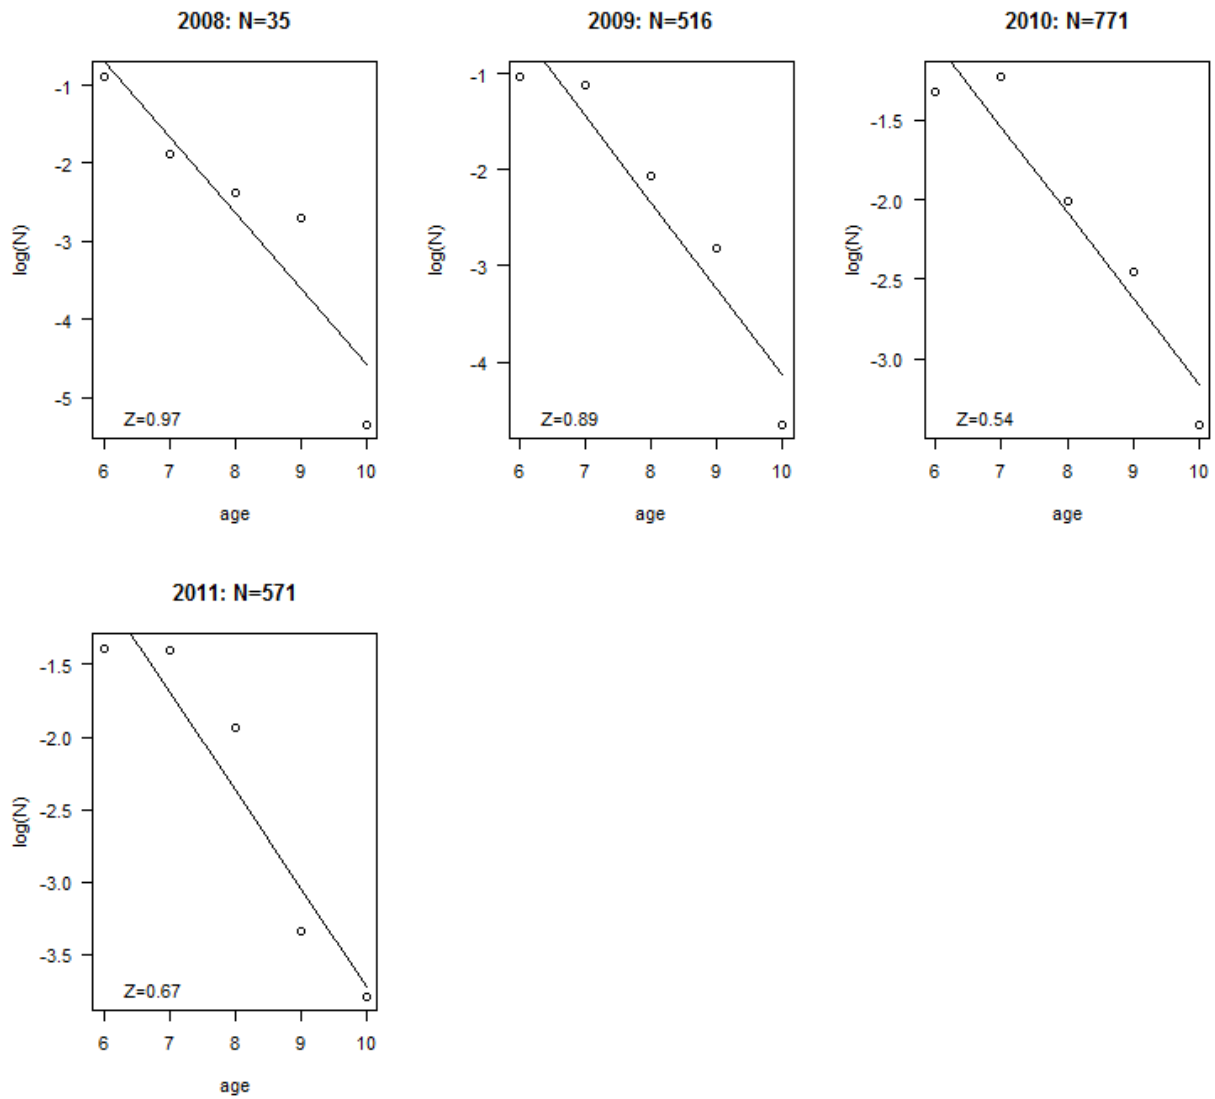 2008: N=35
log(N)
-1
-2
-3
-4
-5
Z=0.97
6 7 8 9 10
age
2009: N=516
log(N)
-1
-2
-3
-4
Z=0.89
6 7 8 9 10
age
2010: N=771
log(N)
-1.5
-2.0
-2.5
-3.0
Z=0.54
6 7 8 9 10
age
2011: N=571
log(N)
-1.5
-2.0
-2.5
-3.0
-3.5
Z=0.67
6 7 8 9 10
age